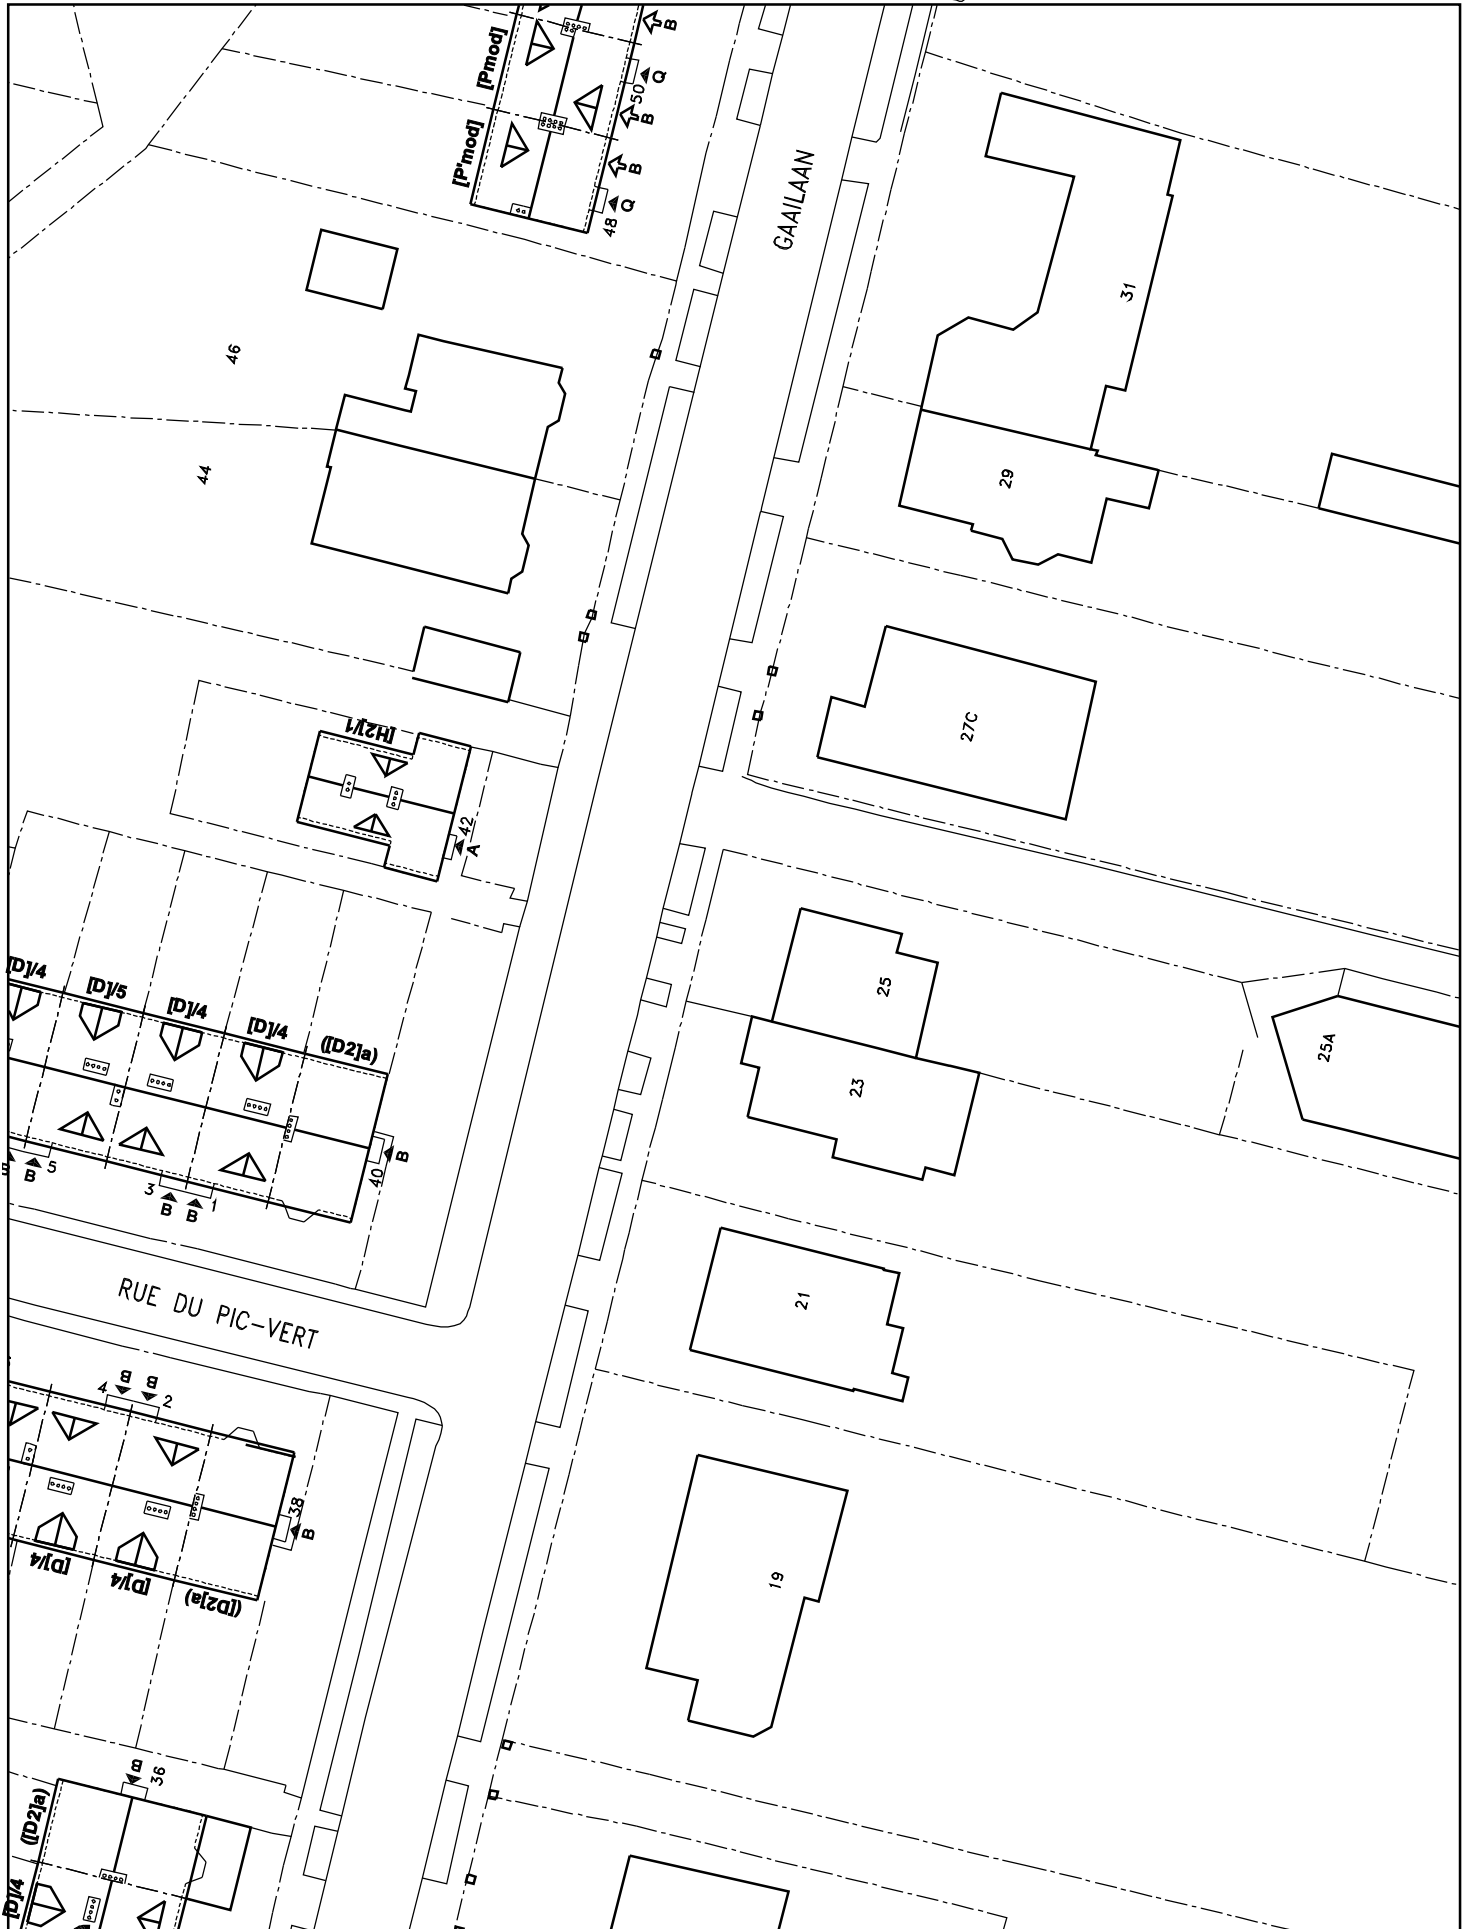 B
[Pmod]
Q
50
B
[P'mod]
B
Q
48
GAAILAAN
31
46
44
29
[H2]/1
27C
42
A
[D]/4
[D]/5
[D]/4
[D]/4
([D2]a)
25
25A
23
B
5
B
3
B
B
1
40
B
RUE DU PIC-VERT
21
4
B
B
2
38
B
[D]/4
[D]/4
([D2]a)
19
B
36
([D2]a)
[D]/4